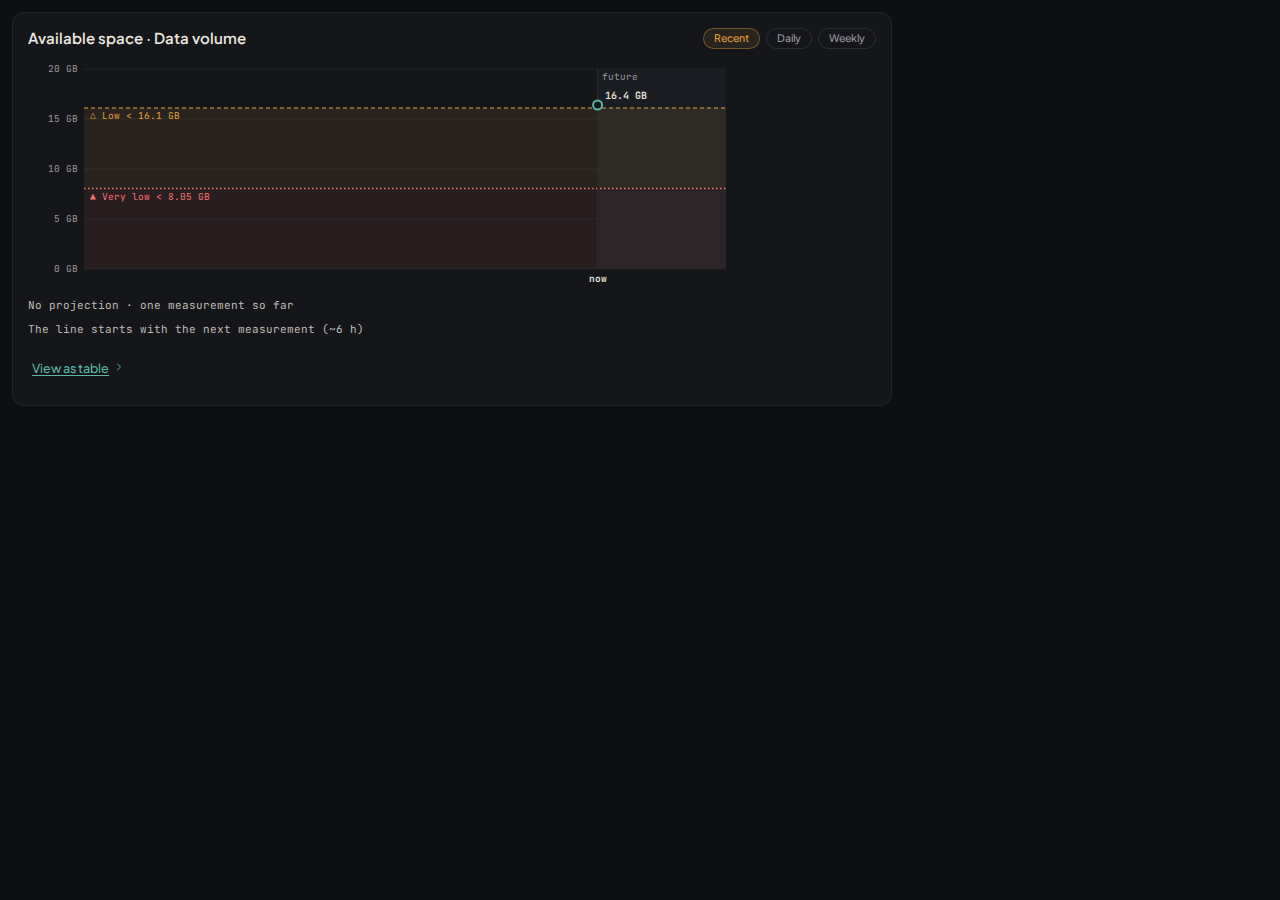 Available space · Data volume
Recent Daily Weekly
20 GB
future
16.4 GB
15 GB
△ Low < 16.1 GB
10 GB
▲ Very low < 8.05 GB
5 GB
0 GB
now
No projection · one measurement so far
The line starts with the next measurement (~6 h)
View as table >